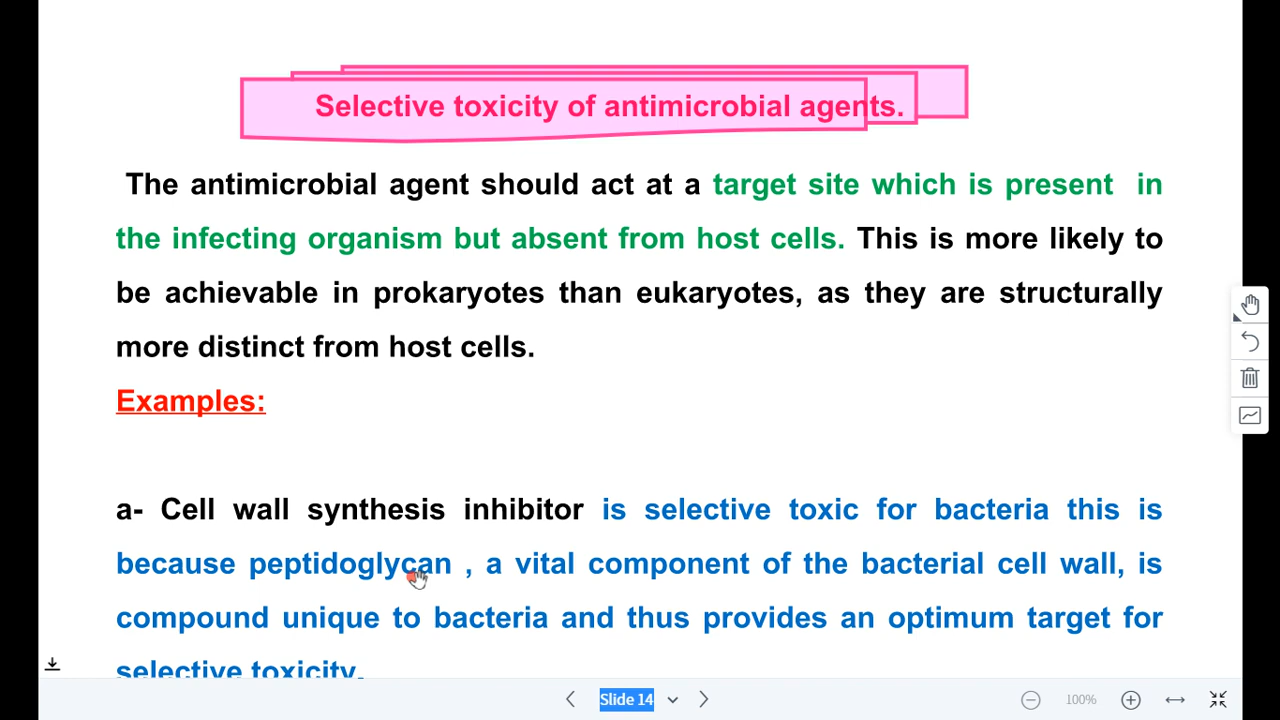 Selective toxicity of antimicrobial agents.
The antimicrobial agent should act at a target site which is present in
the infecting organism but absent from host cells. This is more likely to
be achievable in prokaryotes than eukaryotes, as they are structurally
more distinct from host cells.
Examples:
a- Cell wall synthesis inhibitor is selective toxic for bacteria this is
because peptidoglycan , a vital component of the bacterial cell wall, is
compound unique to bacteria and thus provides an optimum target for
selective toxicity.
Slide 14
100%